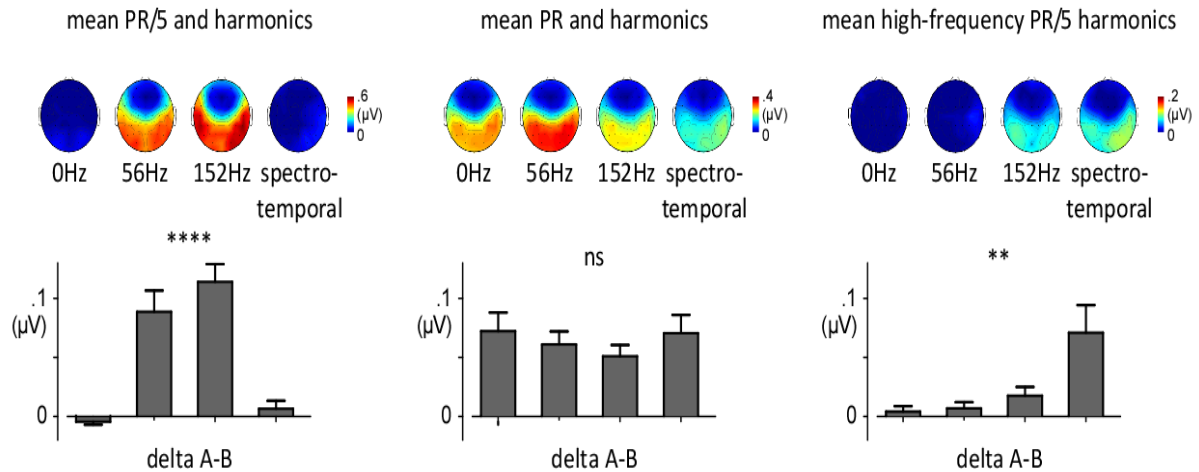 mean PR/5 and harmonics
.6
(µV)
0
0Hz 56Hz 152Hz spectro-
temporal
****
.1
(µV)
0
delta A-B
mean PR and harmonics
.4
(µV)
0
0Hz 56Hz 152Hz spectro-
temporal
ns
.1
(µV)
0
delta A-B
mean high-frequency PR/5 harmonics
.2
(µV)
0
0Hz 56Hz 152Hz spectro-
temporal
**
.1
(µV)
0
delta A-B